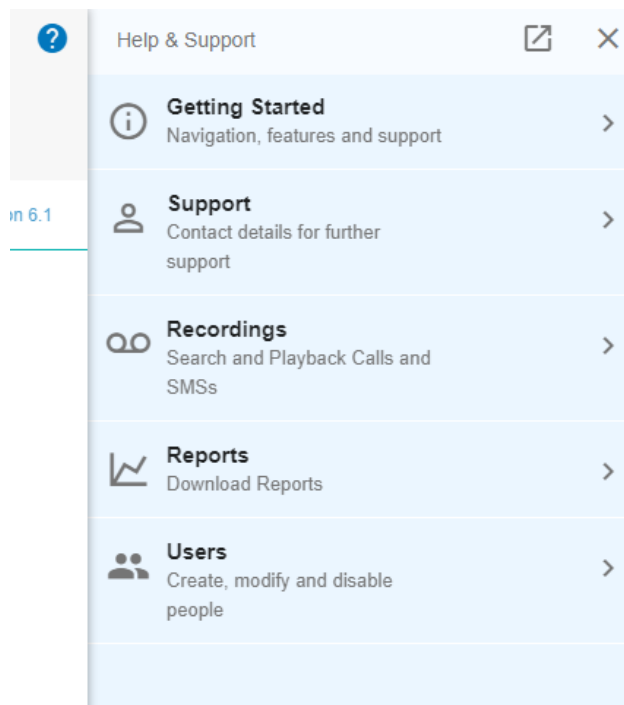 Help & Support
Getting Started
Navigation, features and support
on 6.1
Support
Contact details for further
support
Recordings
Search and Playback Calls and
SMSs
Reports
Download Reports
Users
Create, modify and disable
people